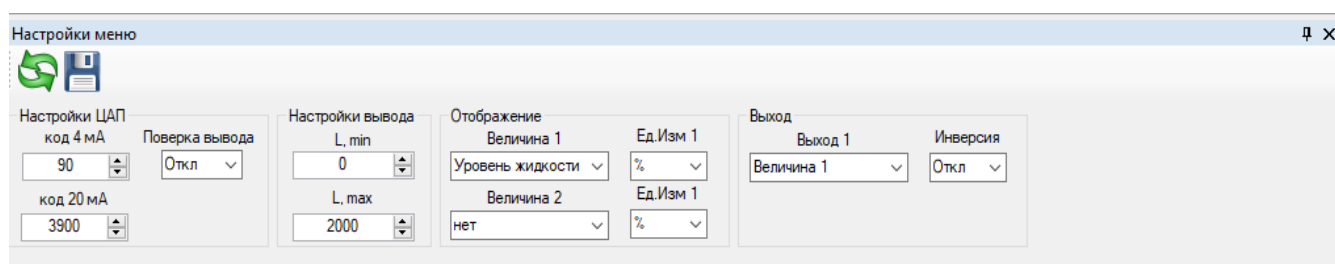 Настройки меню
Настройки ЦАП
код 4 мА
Поверка вывода
90
Откл
код 20 мА
3900
Настройки вывода
L, min
0
L, max
2000
Отображение
Величина 1
Ед.Изм 1
Уровень жидкости
%
Величина 2
Ед.Изм 1
нет
%
Выход
Выход 1
Инверсия
Величина 1
Откл